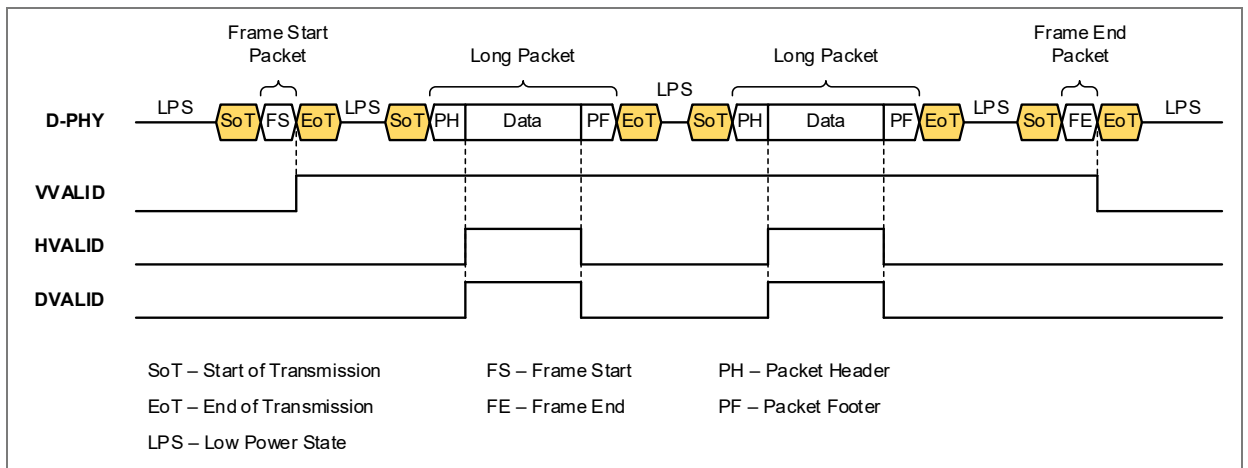 Frame Start
Packet
Long Packet
Long Packet
Frame End
Packet
D-PHY
LPS
SoT
FS
EoT
LPS
SoT
PH
Data
PF
EoT
LPS
SoT
PH
Data
PF
EoT
LPS
SoT
FE
EoT
LPS
VVALID
HVALID
DVALID
SoT – Start of Transmission
FS – Frame Start
PH – Packet Header
EoT – End of Transmission
FE – Frame End
PF – Packet Footer
LPS – Low Power State